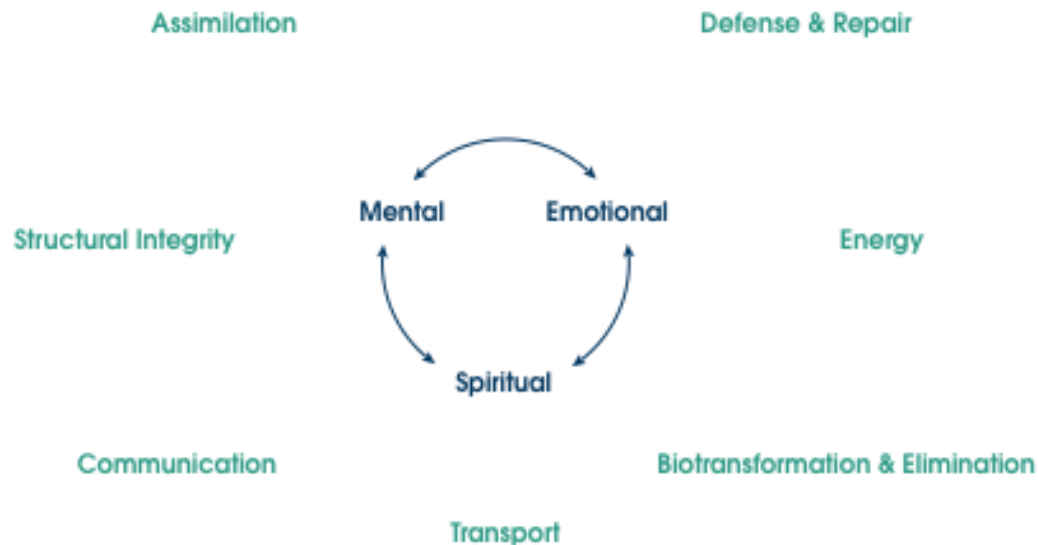 Assimilation
Defense & Repair
Mental
Emotional
Structural Integrity
Energy
Spiritual
Communication
Biotransformation & Elimination
Transport